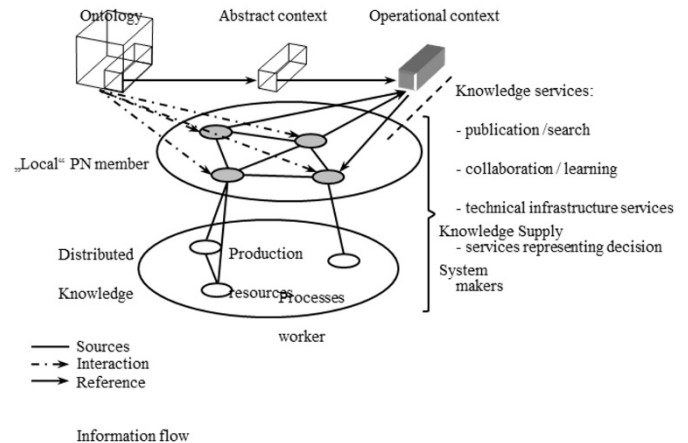 Ontology
Abstract context
Operational context
Knowledge services:
- publication /search
- collaboration / learning
- technical infrastructure services
- services representing decision
makers
„Local“ PN member
Knowledge Supply
System
Distributed
Knowledge
Production
resources
Processes
worker
Sources
Interaction
Reference
Information flow